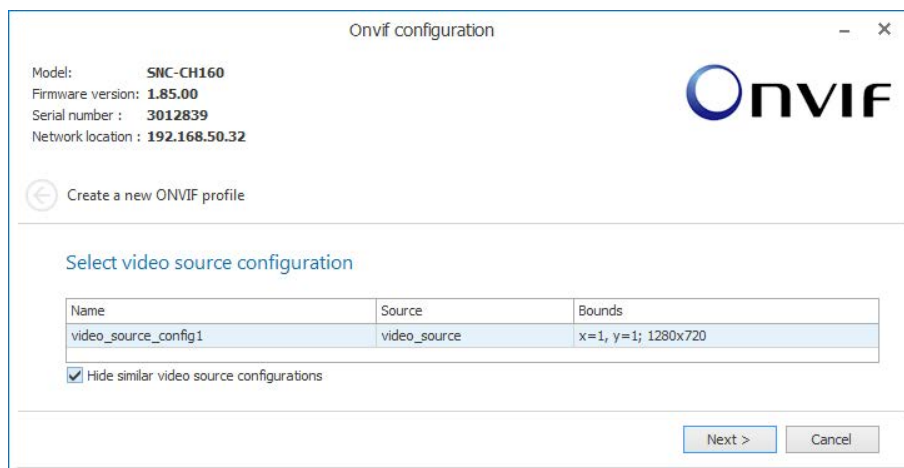 Onvif configuration
Model: SNC-CH160
Firmware version: 1.85.00
Serial number : 3012839
Network location : 192.168.50.32
ONVIF
Create a new ONVIF profile
Select video source configuration
Name Source Bounds
video_source_config1 video_source x=1, y=1; 1280x720
Hide similar video source configurations
Next > Cancel